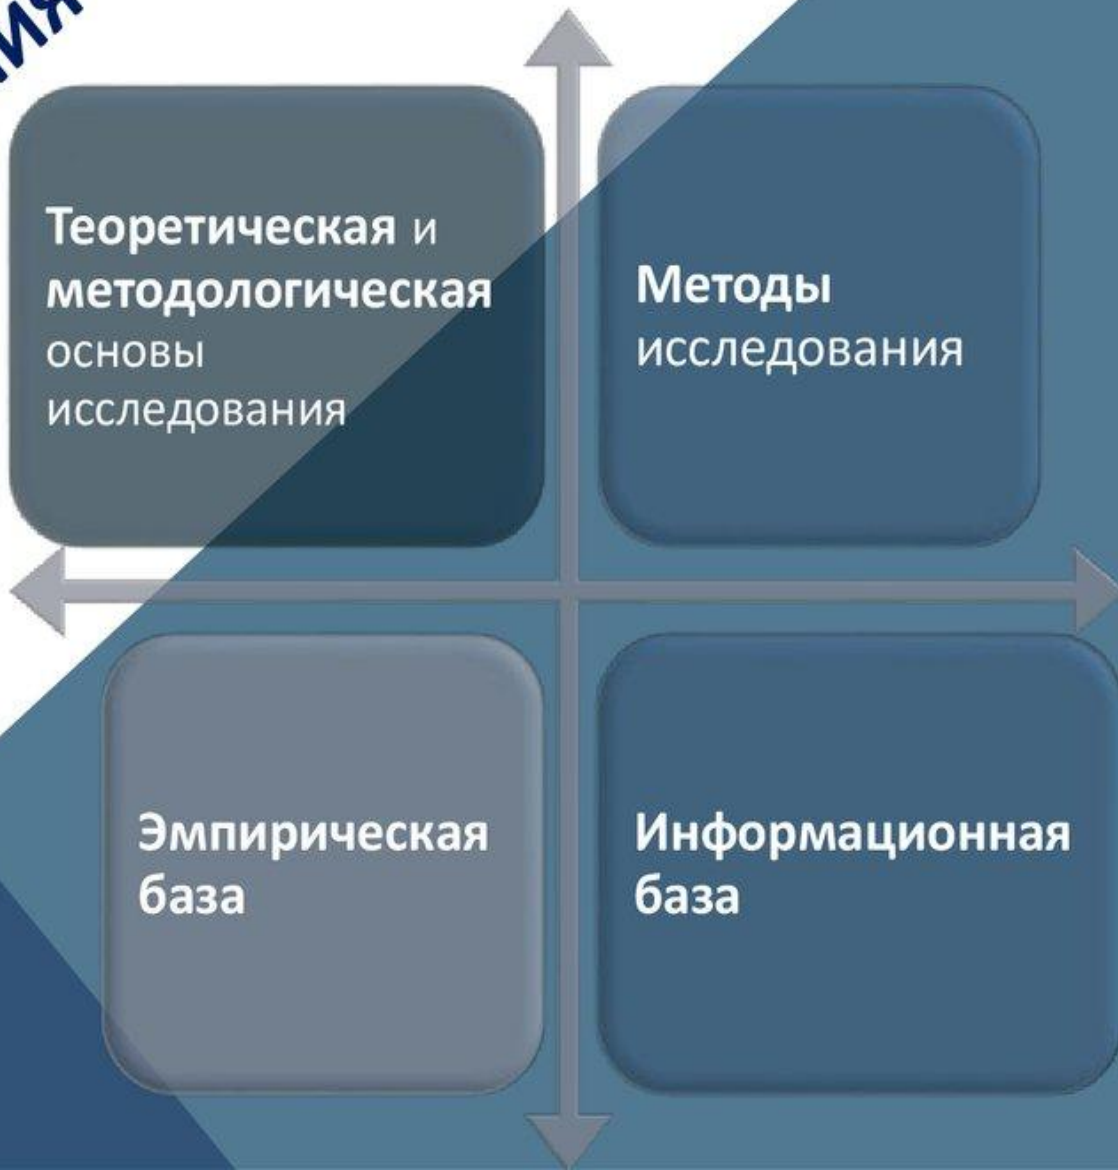 Теоретическая и
методологическая
основы
исследования
Методы
исследования
Эмпирическая
база
Информационная
база